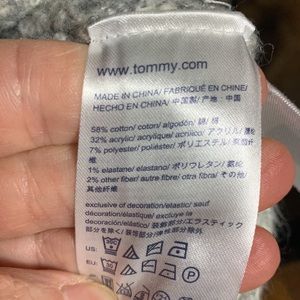 www.tommy.com
MADE IN CHINA/ FABRIQUÉ EN CHINE/
HECHO EN CHINA/ 中国製/ 产地：中国
58% cotton/ coton/ algodón/ 綿/ 棉
32% acrylic/ acrylique/ acrílico/ アクリル/ 腈纶
7% polyester/ poliéster/ ポリエステル/ 聚酯纤
维
1% elastane/ elastano/ ポリウレタン/ 氨纶
2% other fiber/ autre fibre/ otra fibra/ その他/
其他纤维
exclusive of decoration/elastic/ sauf
décoration/élastique/ excluye la
decoración/elástico/ 装飾部分/エラスティック
部分を除く/ 装饰部分/弹性部分除外
US:
EU: